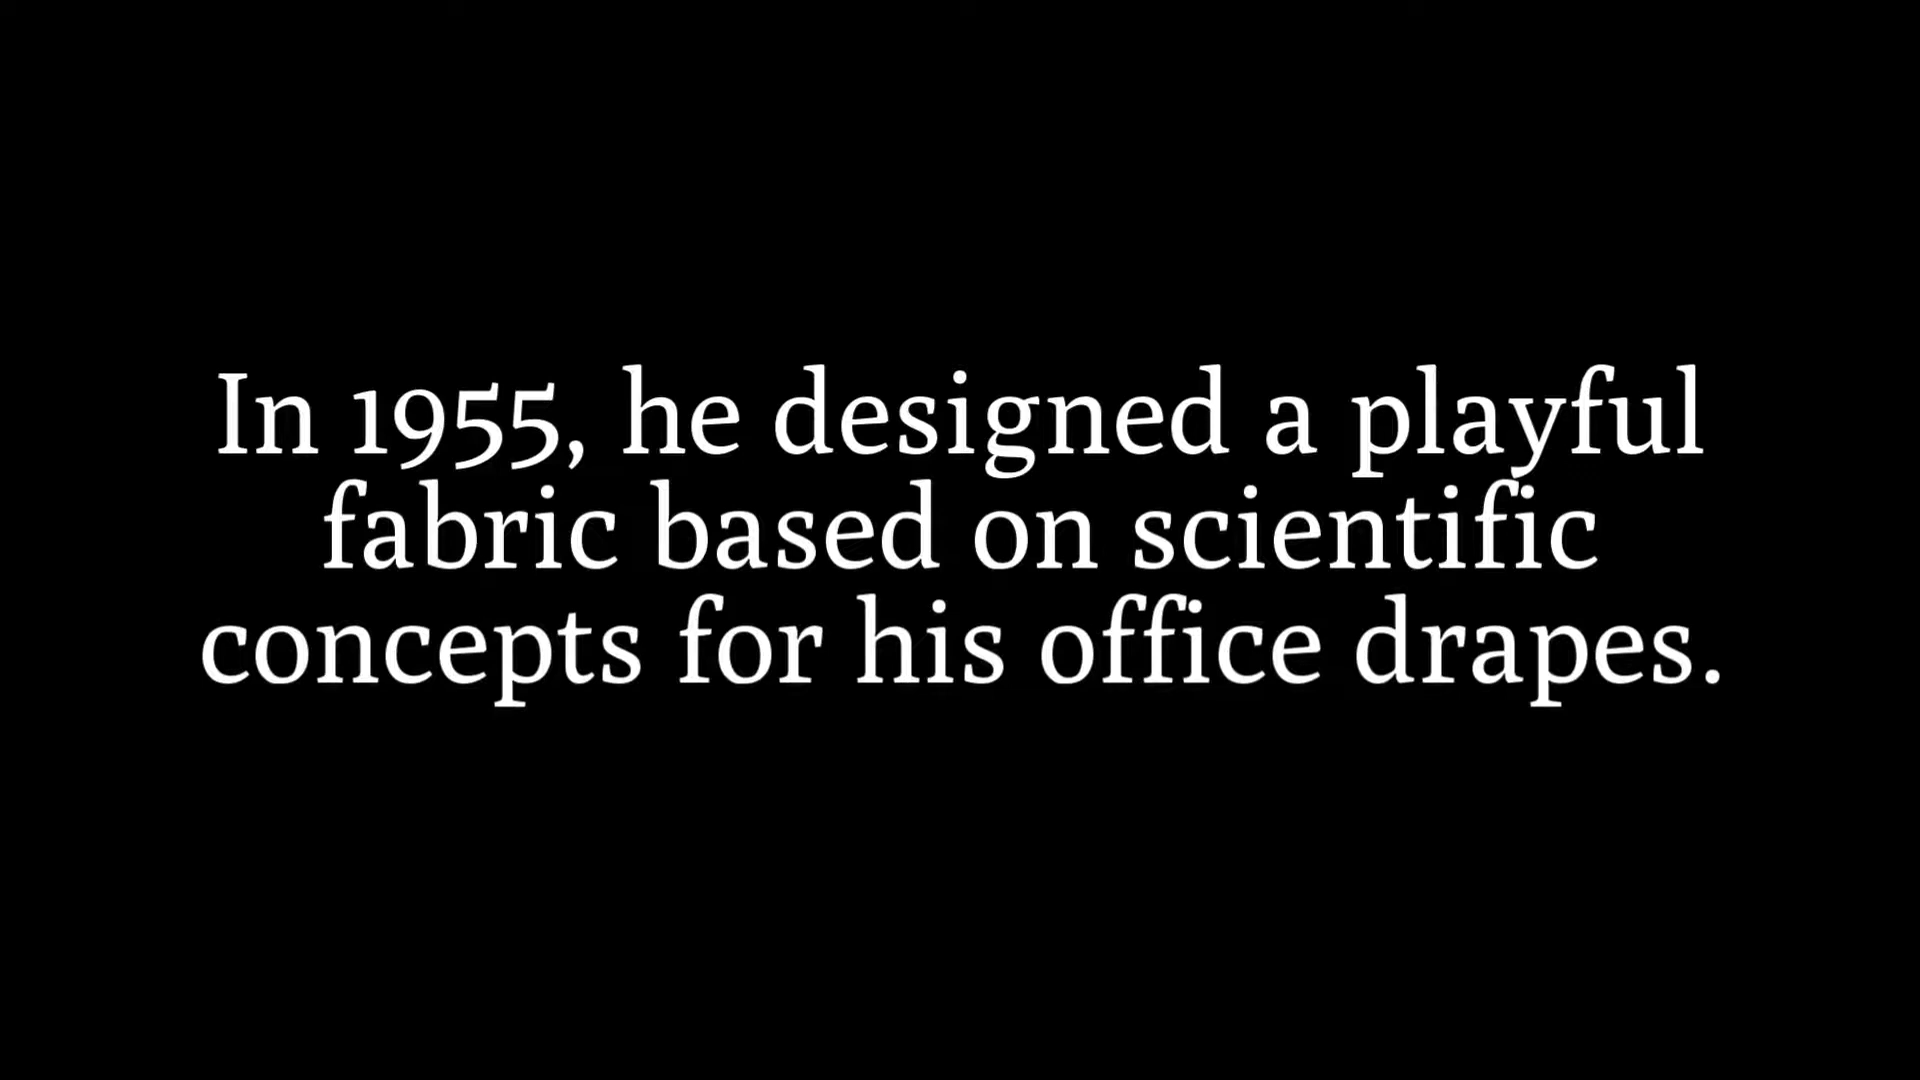 In 1955, he designed a playful
fabric based on scientific
concepts for his office drapes.